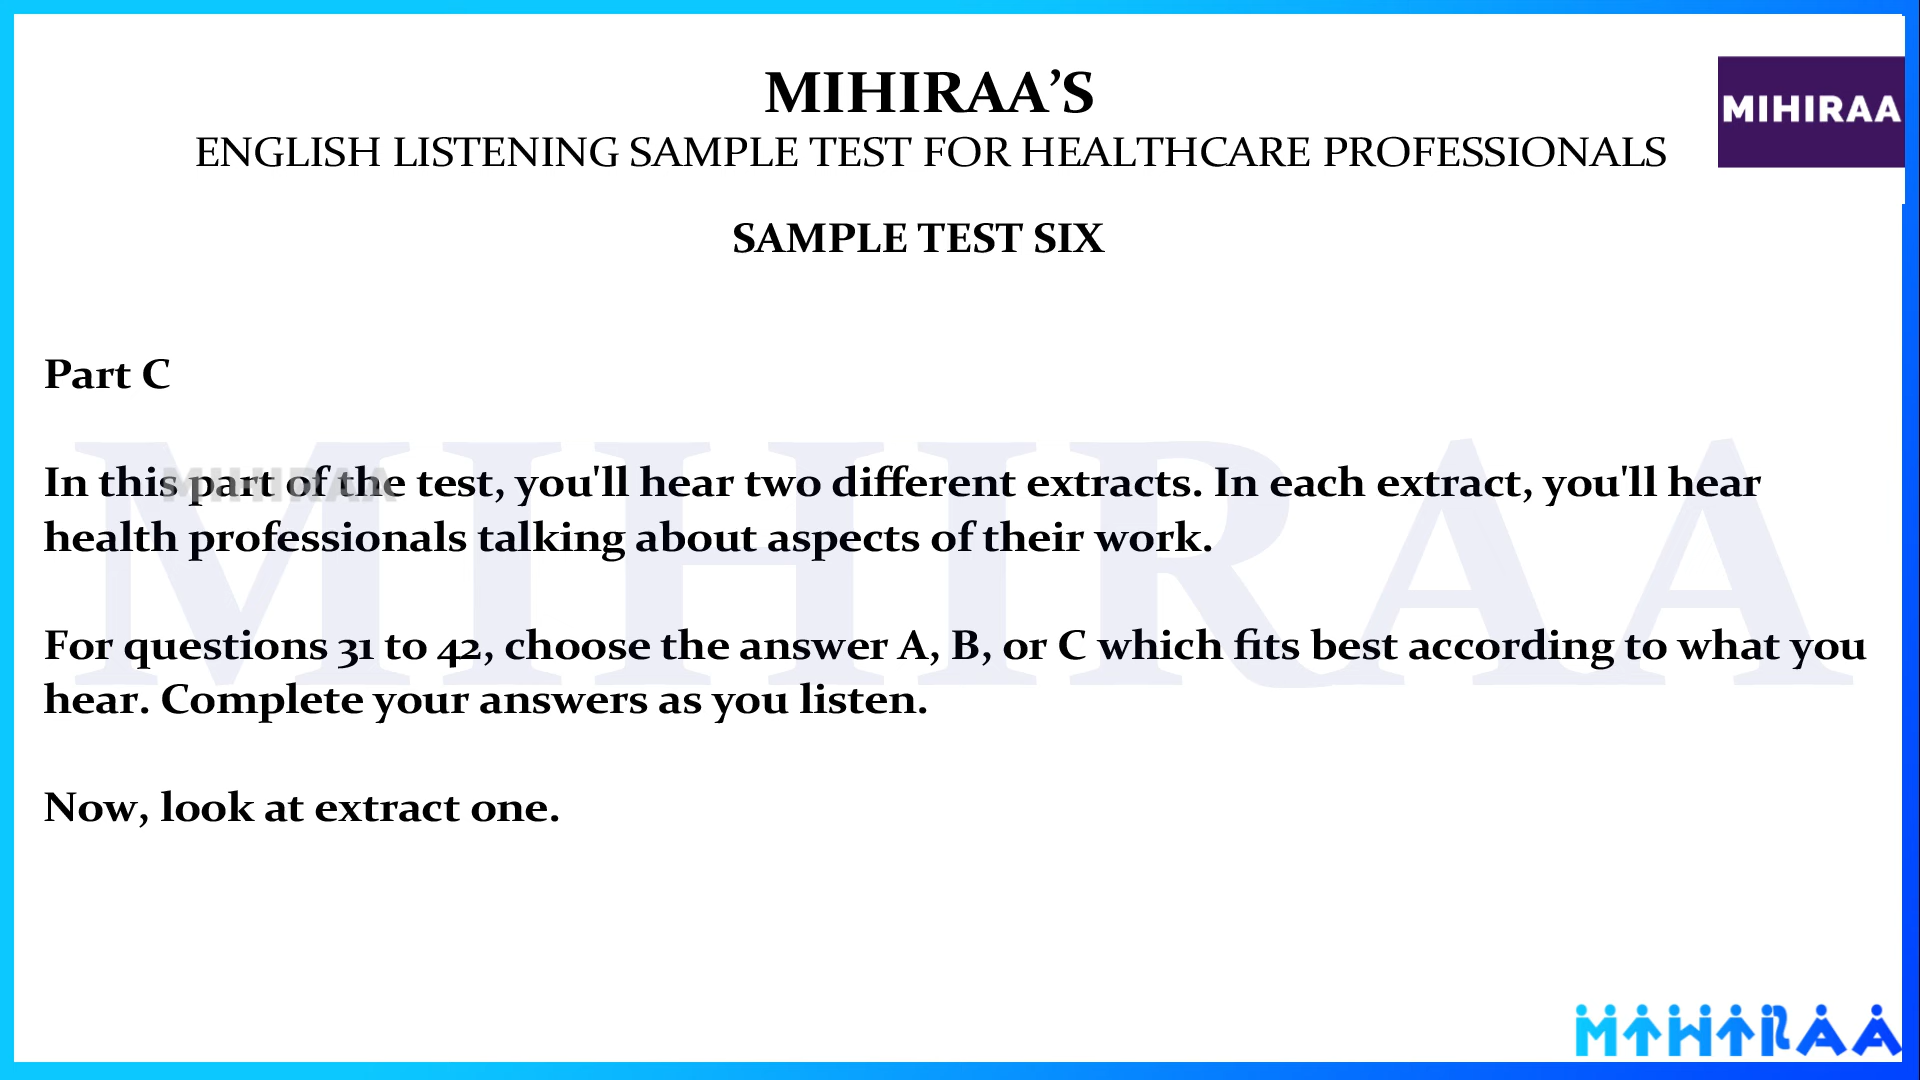 MIHIRAA’S
MIHIRAA
ENGLISH LISTENING SAMPLE TEST FOR HEALTHCARE PROFESSIONALS
SAMPLE TEST SIX
Part C
MIHIRAA
MIHIRAA
In this part of the test, you'll hear two different extracts. In each extract, you'll hear
health professionals talking about aspects of their work.
For questions 31 to 42, choose the answer A, B, or C which fits best according to what you
hear. Complete your answers as you listen.
Now, look at extract one.
MIHIRAA